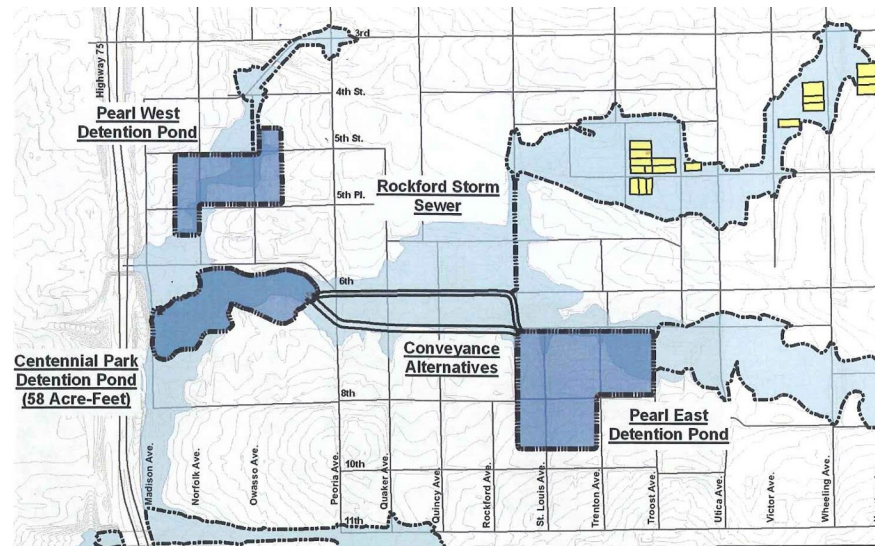 3rd
Highway 75
4th St.
Pearl West
Detention Pond
5th St.
5th Pl.
Rockford Storm
Sewer
6th
Centennial Park
Detention Pond
(58 Acre-Feet)
Conveyance
Alternatives
8th
Pearl East
Detention Pond
10th
Madison Ave.
Norfolk Ave.
Owasso Ave.
Peoria Ave.
Quaker Ave.
Quincy Ave.
Rockford Ave.
St. Louis Ave.
Trenton Ave.
Troost Ave.
Utica Ave.
Victor Ave.
Wheeling Ave.
11th